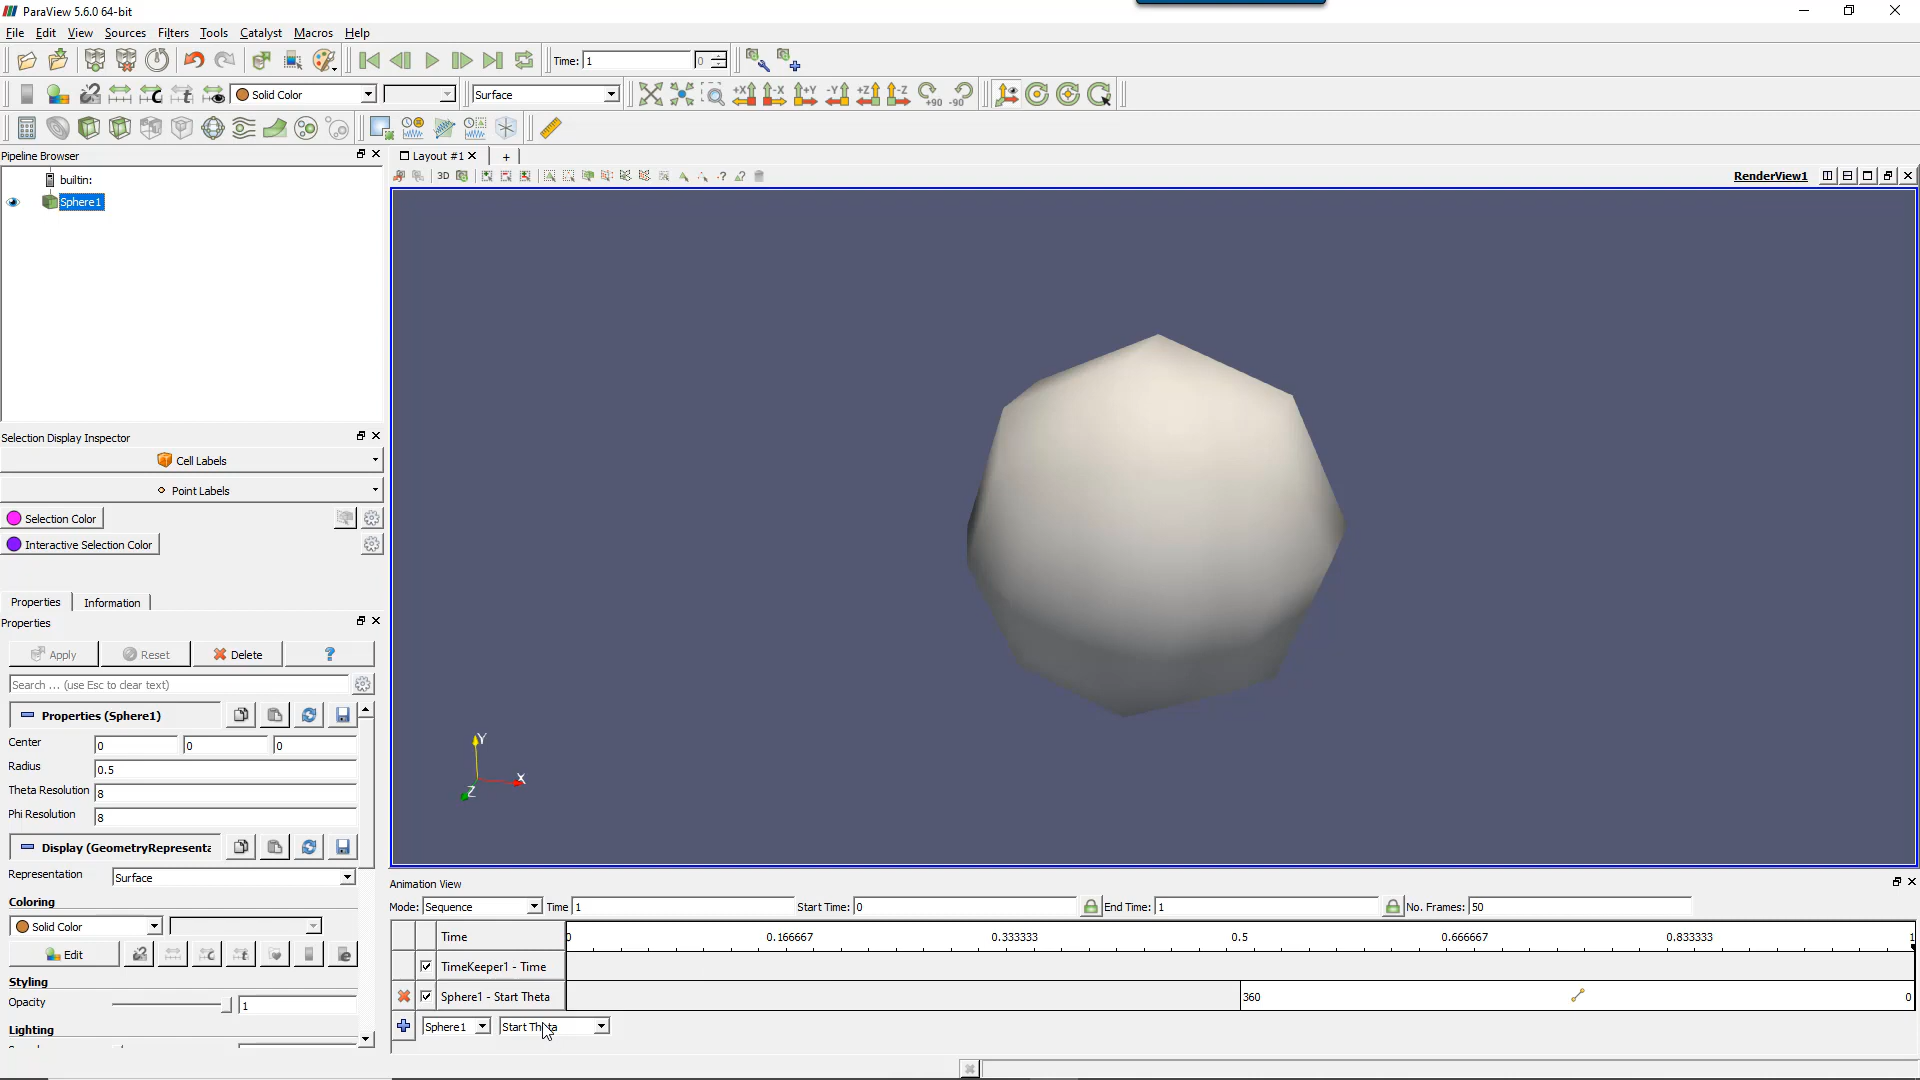 ParaView 5.6.0 64-bit
File Edit View Sources Filters Tools Catalyst Macros Help
Time: 1 0
Solid Color Surface +X -X +Y -Y +Z -Z +90 -90
Pipeline Browser
Layout #1 +
builtin:
3D RenderView1
Sphere1
Selection Display Inspector
Cell Labels
Point Labels
Selection Color
Interactive Selection Color
Properties Information
Properties
Apply Reset Delete ?
Search ... (use Esc to clear text)
Properties (Sphere1)
Center 0 0 0
Radius 0.5
Theta Resolution 8
Phi Resolution 8
Display (GeometryRepresenta
Representation Surface
Coloring
Solid Color
Edit
Styling
Opacity 1
Lighting
Y
X
Z
Animation View
Mode: Sequence Time 1 Start Time: 0 End Time: 1 No. Frames: 50
Time 0 0.166667 0.333333 0.5 0.666667 0.833333 1
TimeKeeper1 - Time
Sphere1 - Start Theta 360 0
Sphere1 Start Theta